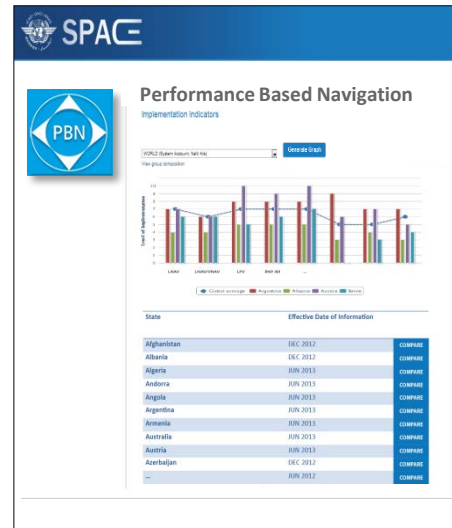 SPACE
Performance Based Navigation
Implementation Indicators
PBN
Generate Graph
View group composition
Level of Implementation
LNAV LNAV/VNAV LPV RNP AR ...
Global average Argentina Albania Austria Benin
State Effective Date of Information
Afghanistan DEC 2012 COMPARE
Albania DEC 2012 COMPARE
Algeria JUN 2013 COMPARE
Andorra JUN 2013 COMPARE
Angola JUN 2013 COMPARE
Argentina JUN 2013 COMPARE
Armenia JUN 2013 COMPARE
Australia JUN 2013 COMPARE
Austria JUN 2013 COMPARE
Azerbaijan DEC 2012 COMPARE
... JUN 2012 COMPARE